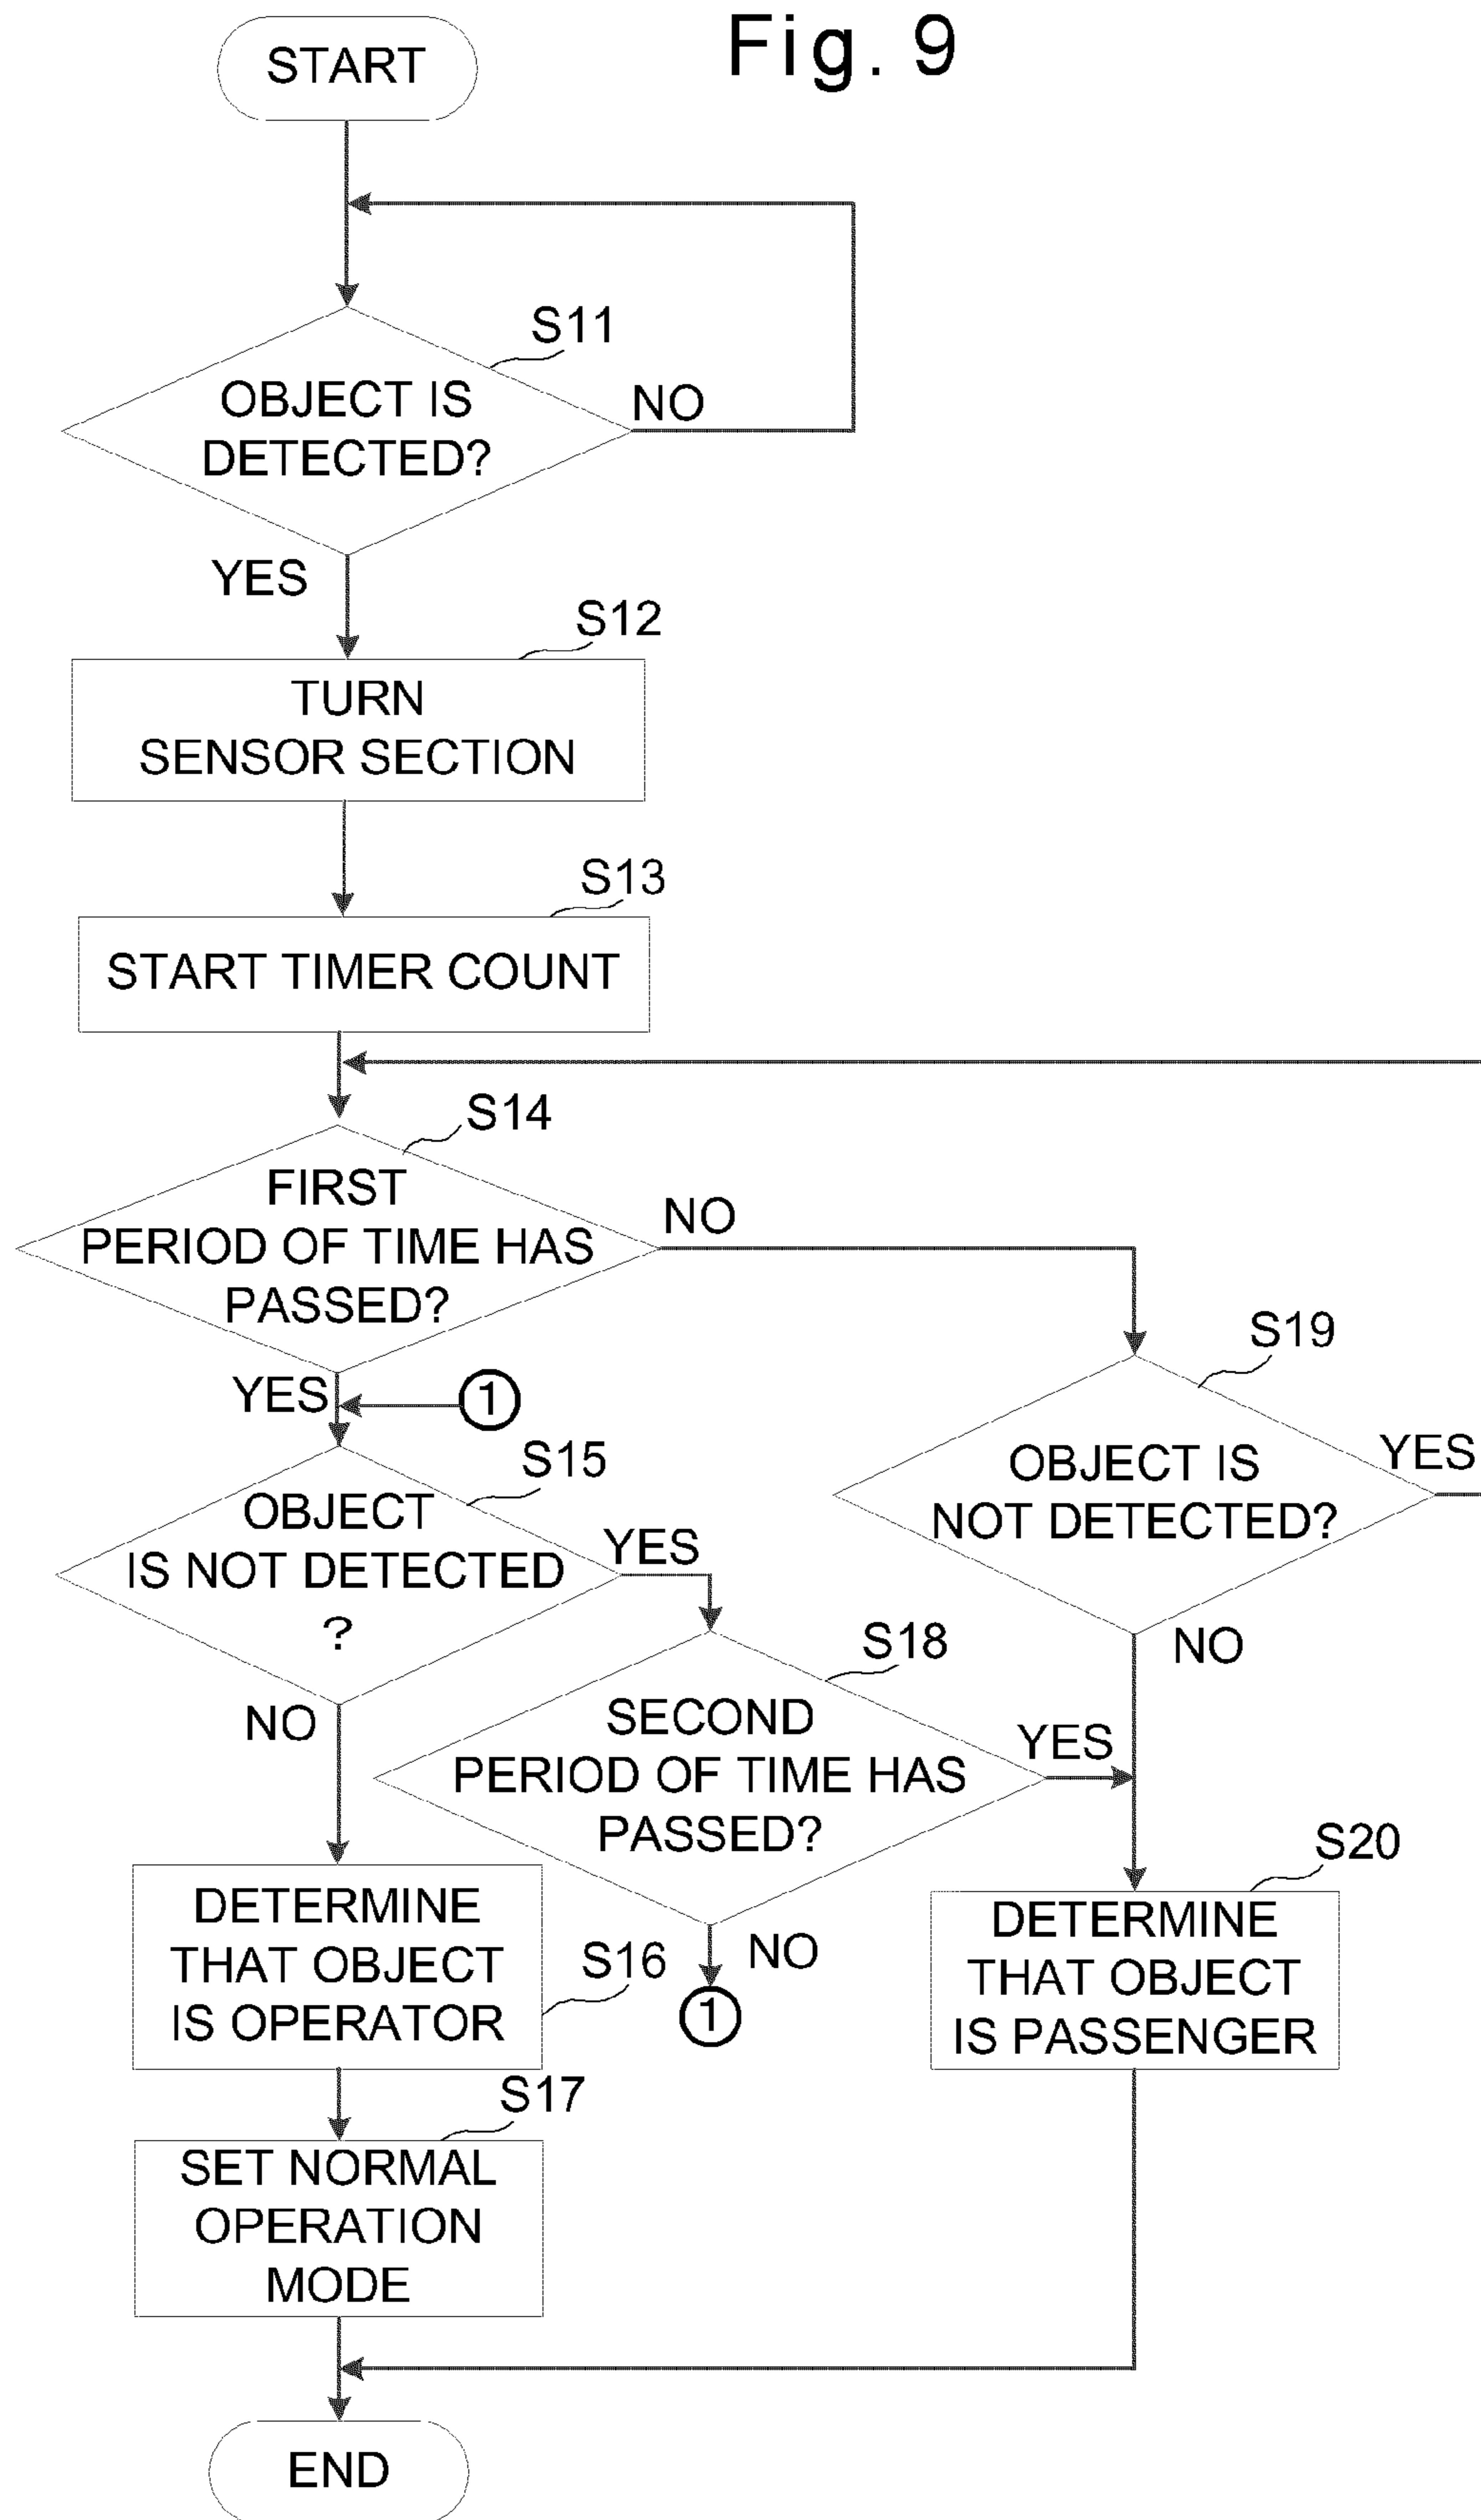 Fig. 9
START
S11
OBJECT IS
DETECTED?
NO
YES
S12
TURN
SENSOR SECTION
S13
START TIMER COUNT
S14
FIRST
PERIOD OF TIME HAS
PASSED?
NO
YES
1
S19
OBJECT IS
NOT DETECTED?
YES
NO
S15
OBJECT
IS NOT DETECTED
?
YES
NO
S18
SECOND
PERIOD OF TIME HAS
PASSED?
YES
NO
1
DETERMINE
THAT OBJECT
IS OPERATOR
S16
S20
DETERMINE
THAT OBJECT
IS PASSENGER
S17
SET NORMAL
OPERATION
MODE
END